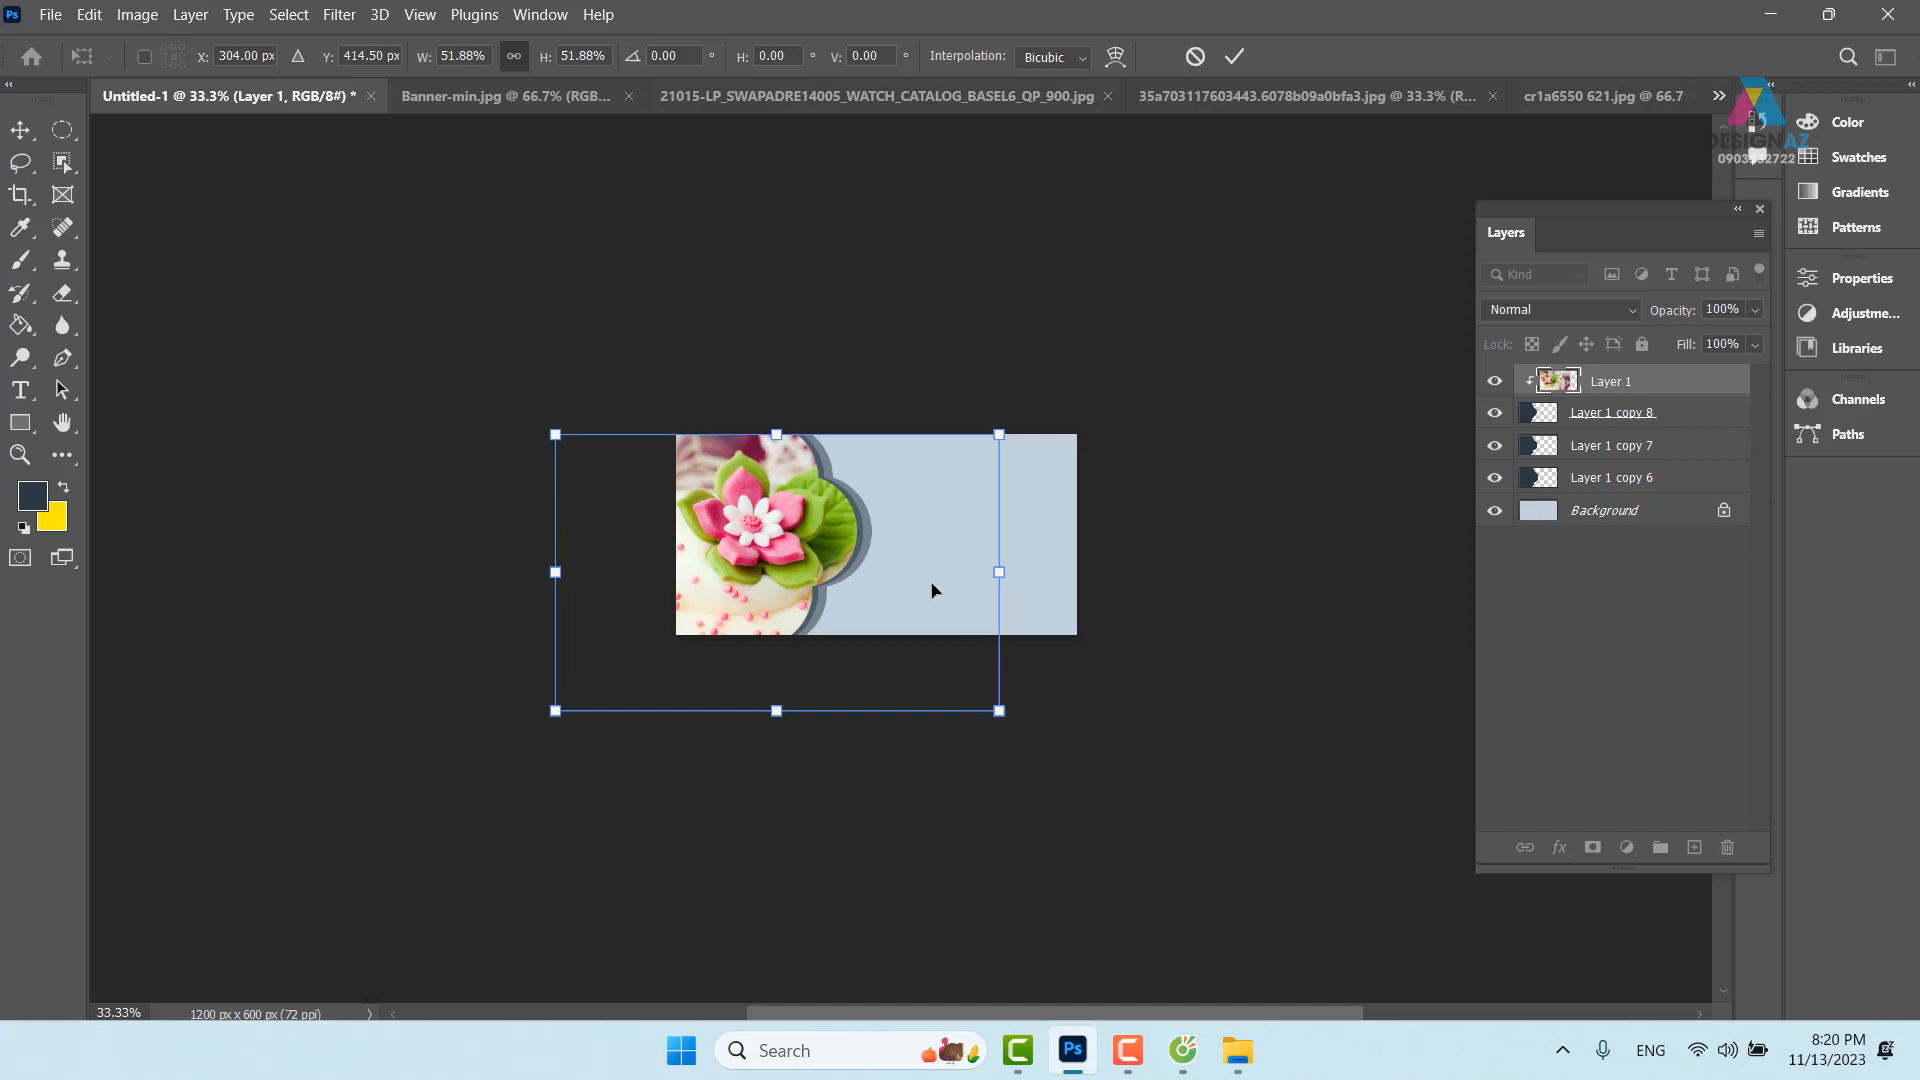 Ps File Edit Image Layer Type Select Filter 3D View Plugins Window Help
X: 304.00 px Y: 414.50 px W: 51.88% H: 51.88% 0.00 ° H: 0.00 ° V: 0.00 ° Interpolation: Bicubic
Untitled-1 @ 33.3% (Layer 1, RGB/8#) * Banner-min.jpg @ 66.7% (RGB... 21015-LP_SWAPADRE14005_WATCH_CATALOG_BASEL6_QP_900.jpg 35a703117603443.6078b09a0bfa3.jpg @ 33.3% (R... cr1a6550 621.jpg @ 66.7
Color
DESIGNAZ
Swatches
Gradients
Patterns
Properties
Adjustme...
Libraries
Channels
Paths
Layers
Kind
Normal Opacity: 100%
Lock: Fill: 100%
Layer 1
Layer 1 copy 8
Layer 1 copy 7
Layer 1 copy 6
Background
fx
33.33% 1200 px x 600 px (72 ppi)
Search Ps ENG 8:20 PM
11/13/2023